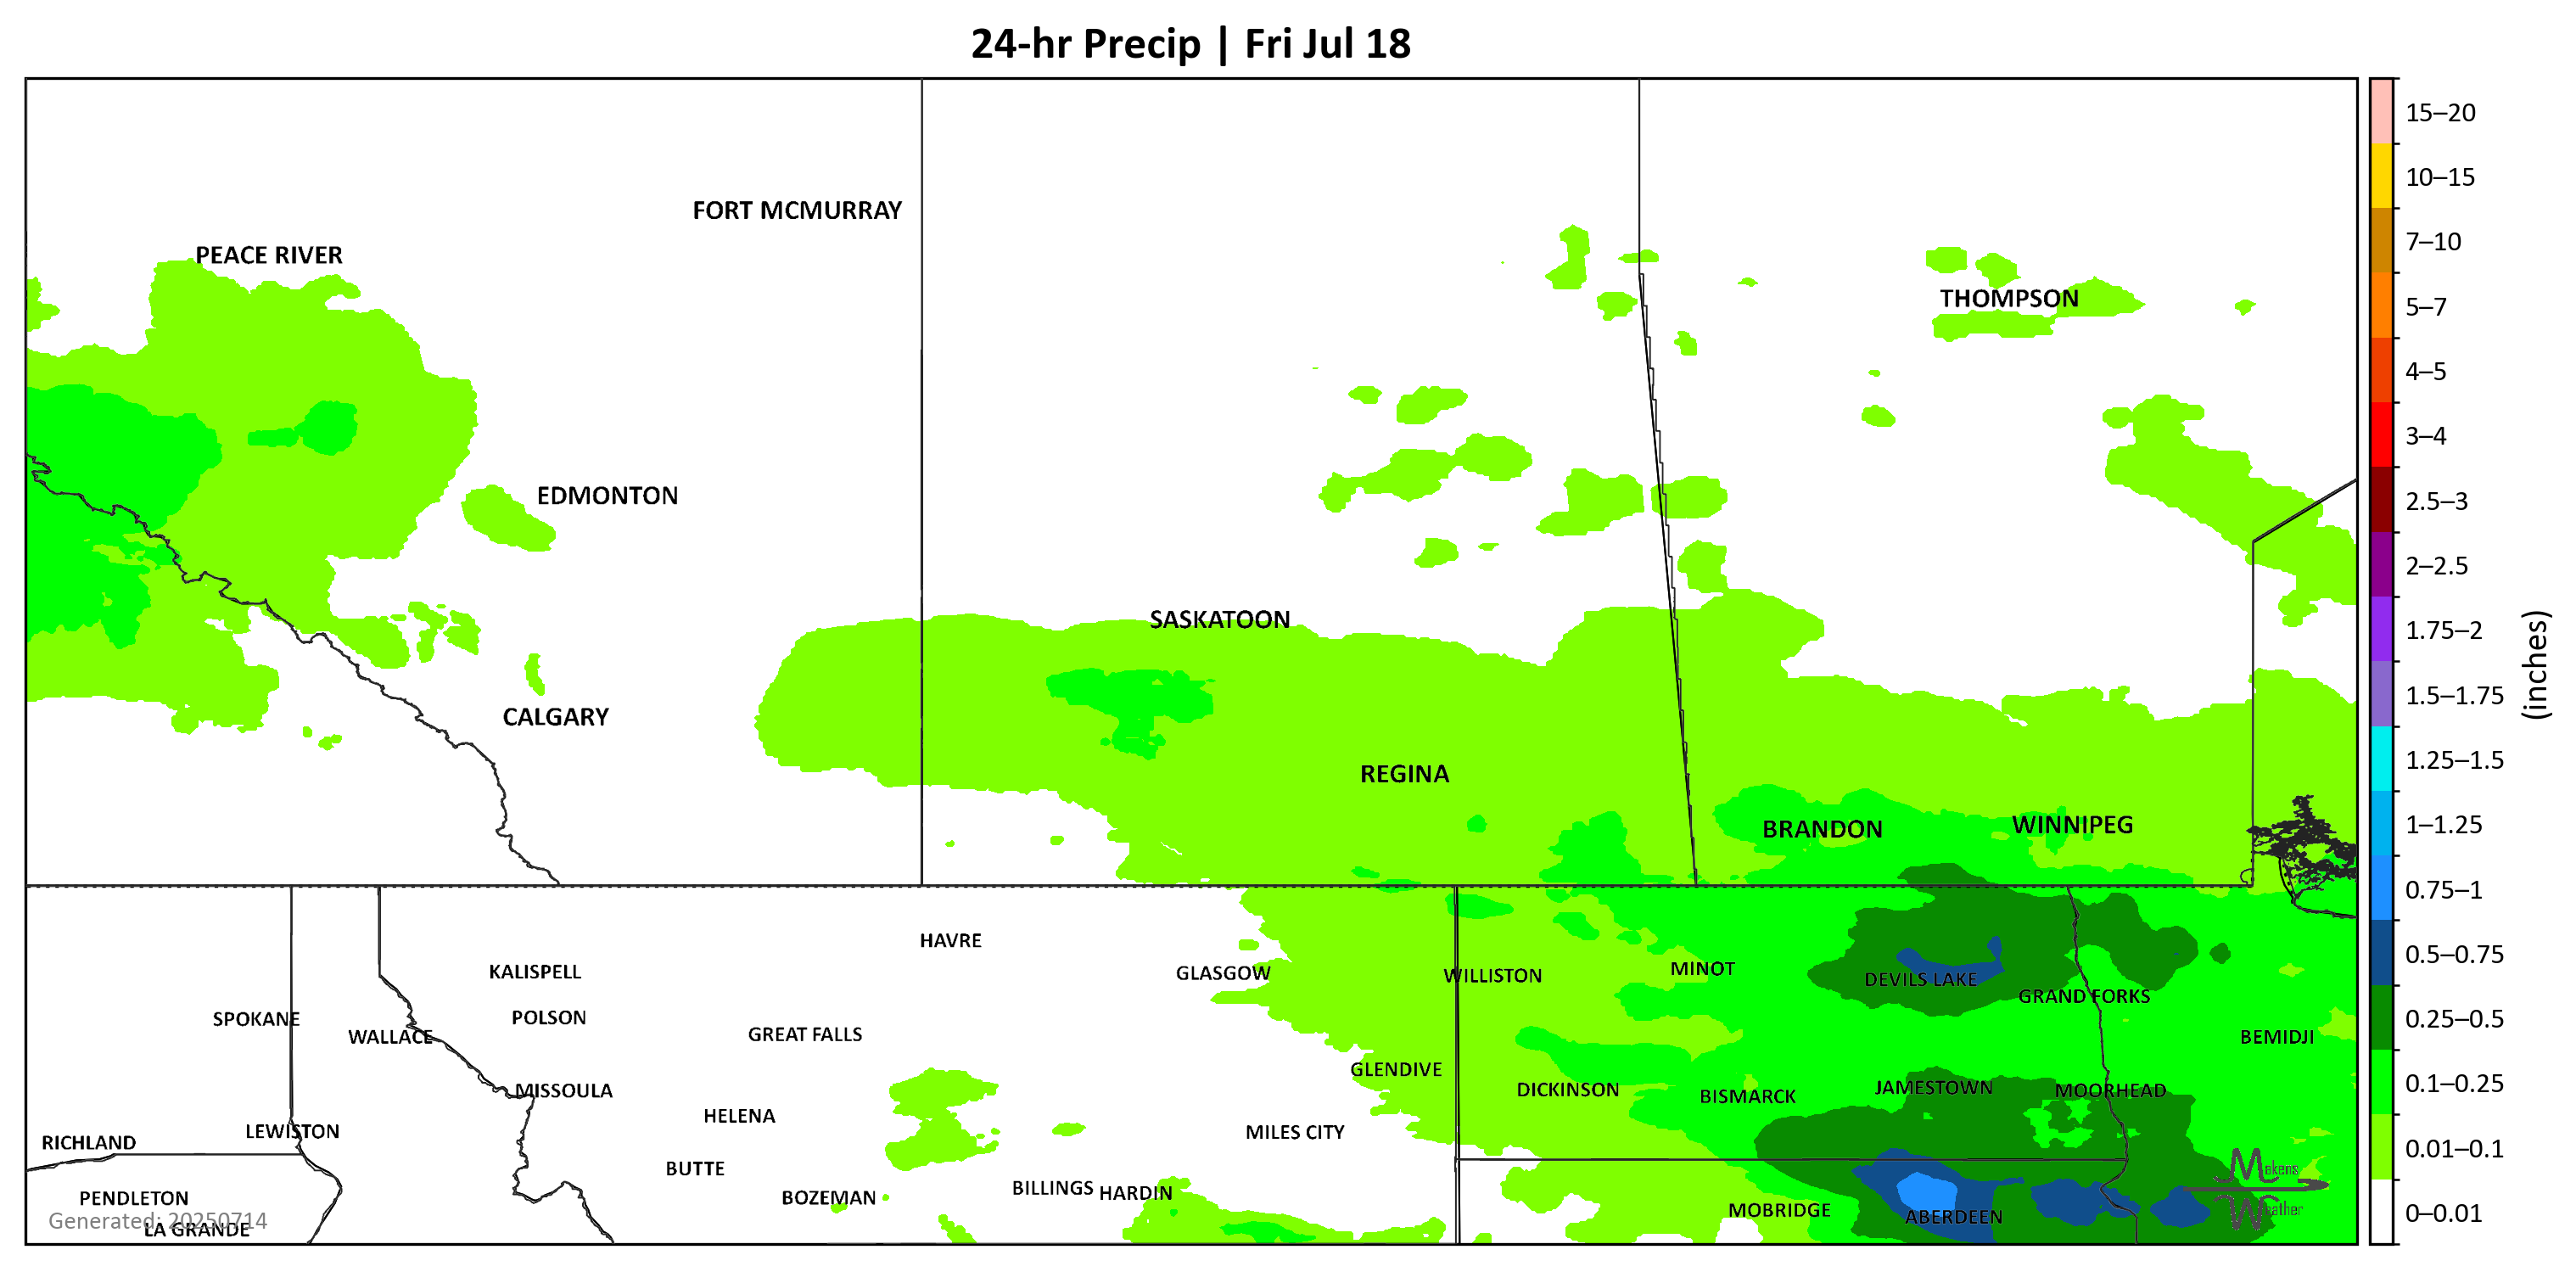 24-hr Precip | Fri Jul 18
FORT MCMURRAY
PEACE RIVER
THOMPSON
EDMONTON
SASKATOON
CALGARY
REGINA
BRANDON
WINNIPEG
HAVRE
KALISPELL
GLASGOW
WILLISTON
MINOT
DEVILS LAKE
GRAND FORKS
SPOKANE
POLSON
WALLACE
GREAT FALLS
BEMIDJI
GLENDIVE
MISSOULA
DICKINSON
BISMARCK
JAMESTOWN
MOORHEAD
HELENA
RICHLAND
LEWISTON
MILES CITY
BUTTE
PENDLETON
BOZEMAN
BILLINGS
HARDIN
MOBRIDGE
ABERDEEN
Generated: 20250714
LA GRANDE
Makens
Weather
15–20
10–15
7–10
5–7
4–5
3–4
2.5–3
2–2.5
1.75–2
1.5–1.75
1.25–1.5
1–1.25
0.75–1
0.5–0.75
0.25–0.5
0.1–0.25
0.01–0.1
0–0.01
(inches)